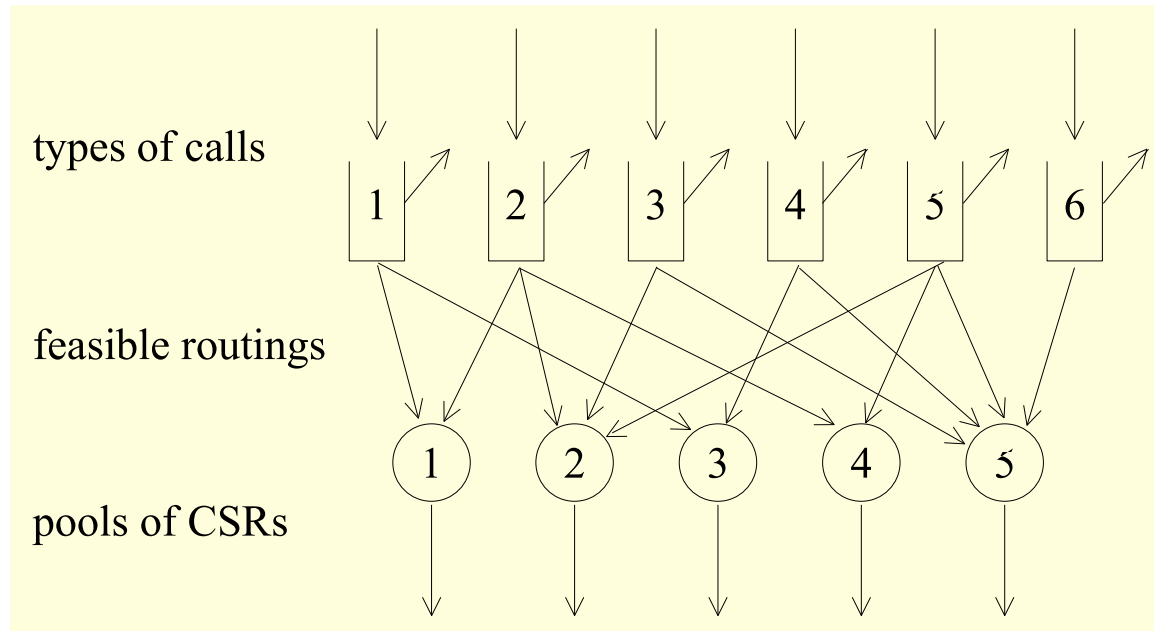 types of calls
1 2 3 4 5 6
feasible routings
1 2 3 4 5
pools of CSRs